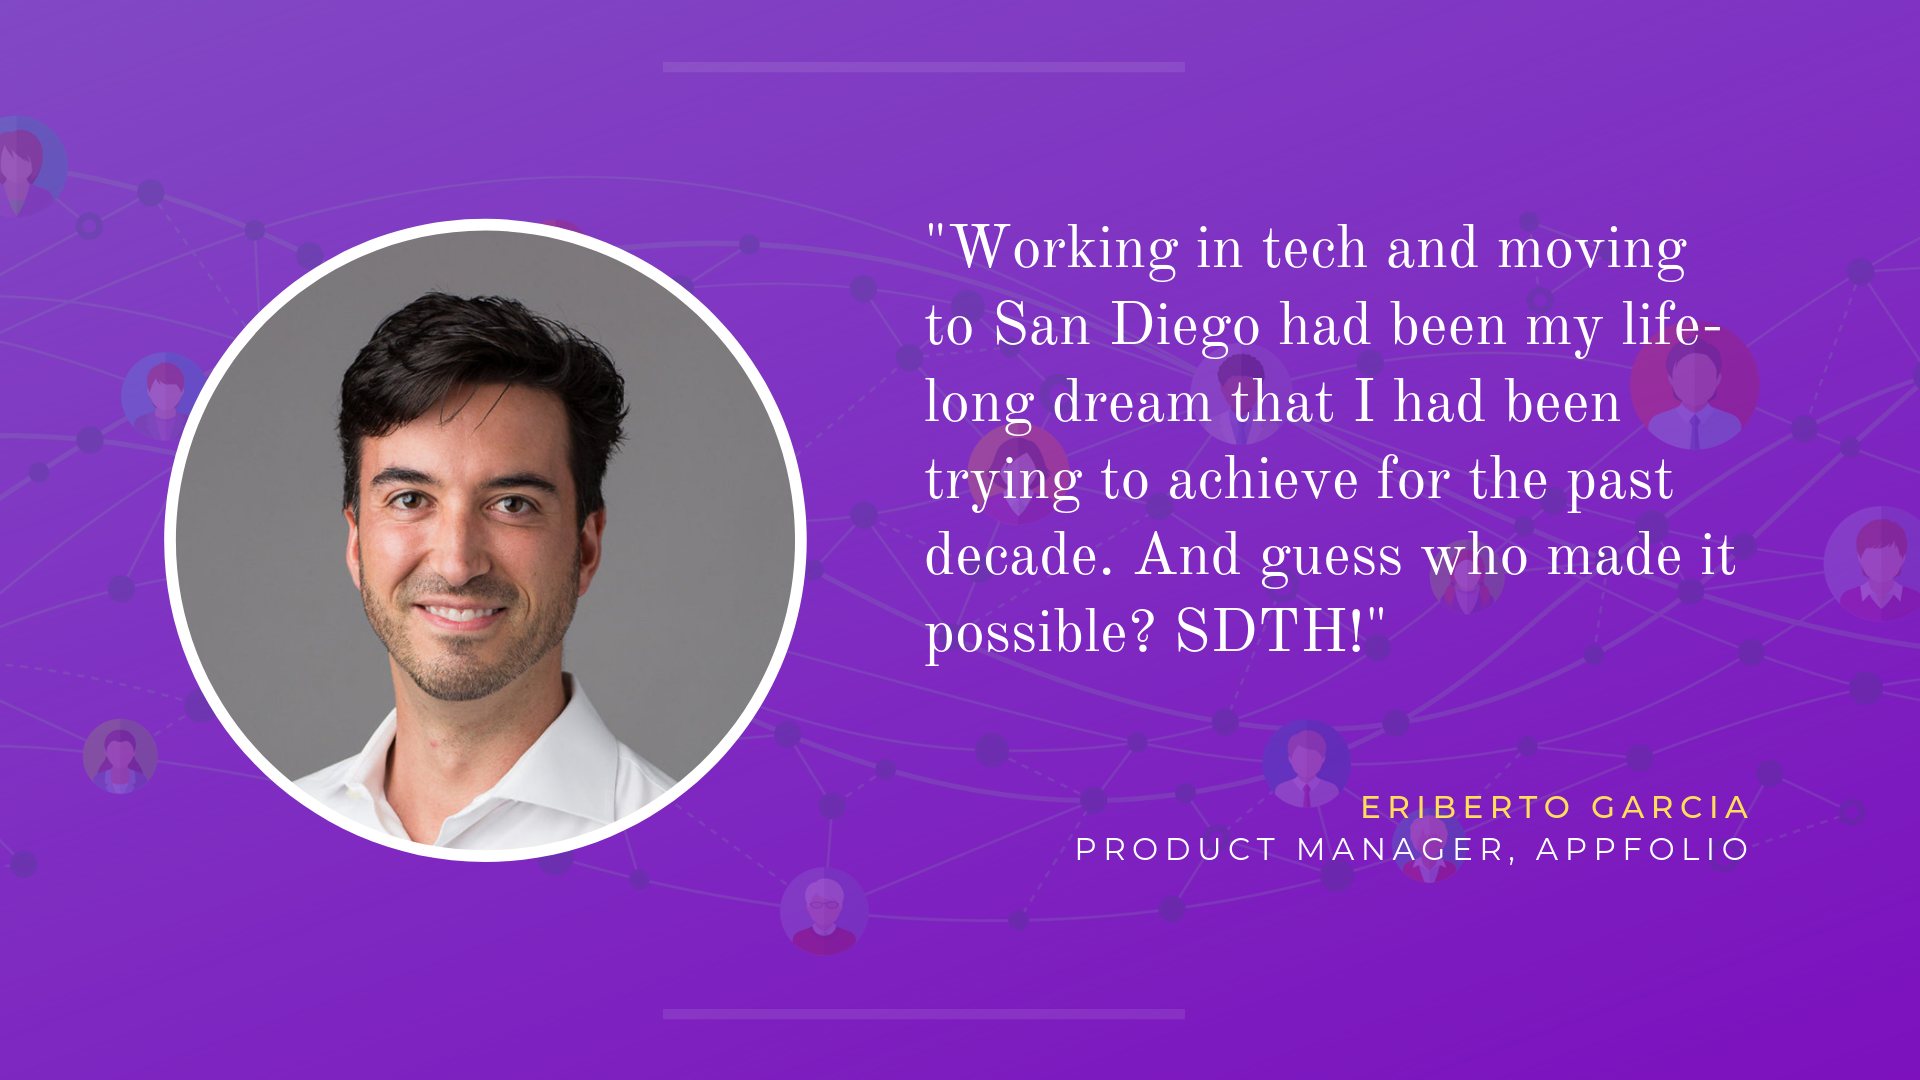 "Working in tech and moving
to San Diego had been my life-
long dream that I had been
trying to achieve for the past
decade. And guess who made it
possible? SDTH!"
ERIBERTO GARCIA
PRODUCT MANAGER, APPFOLIO